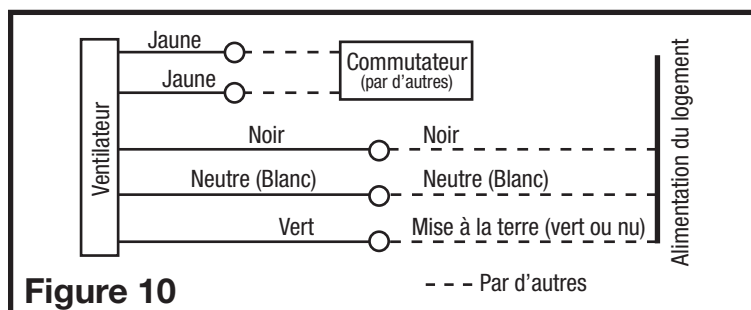 Jaune
Commutateur
(par d'autres)
Jaune
Ventilateur
Noir
Noir
Neutre (Blanc)
Neutre (Blanc)
Vert
Mise à la terre (vert ou nu)
Alimentation du logement
Figure 10
Par d'autres